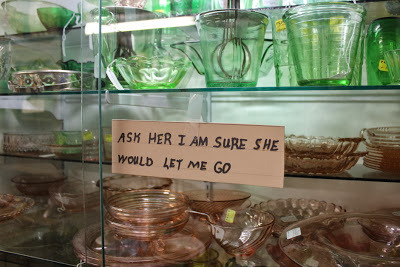 ASK HER I AM SURE SHE
WOULD LET ME GO